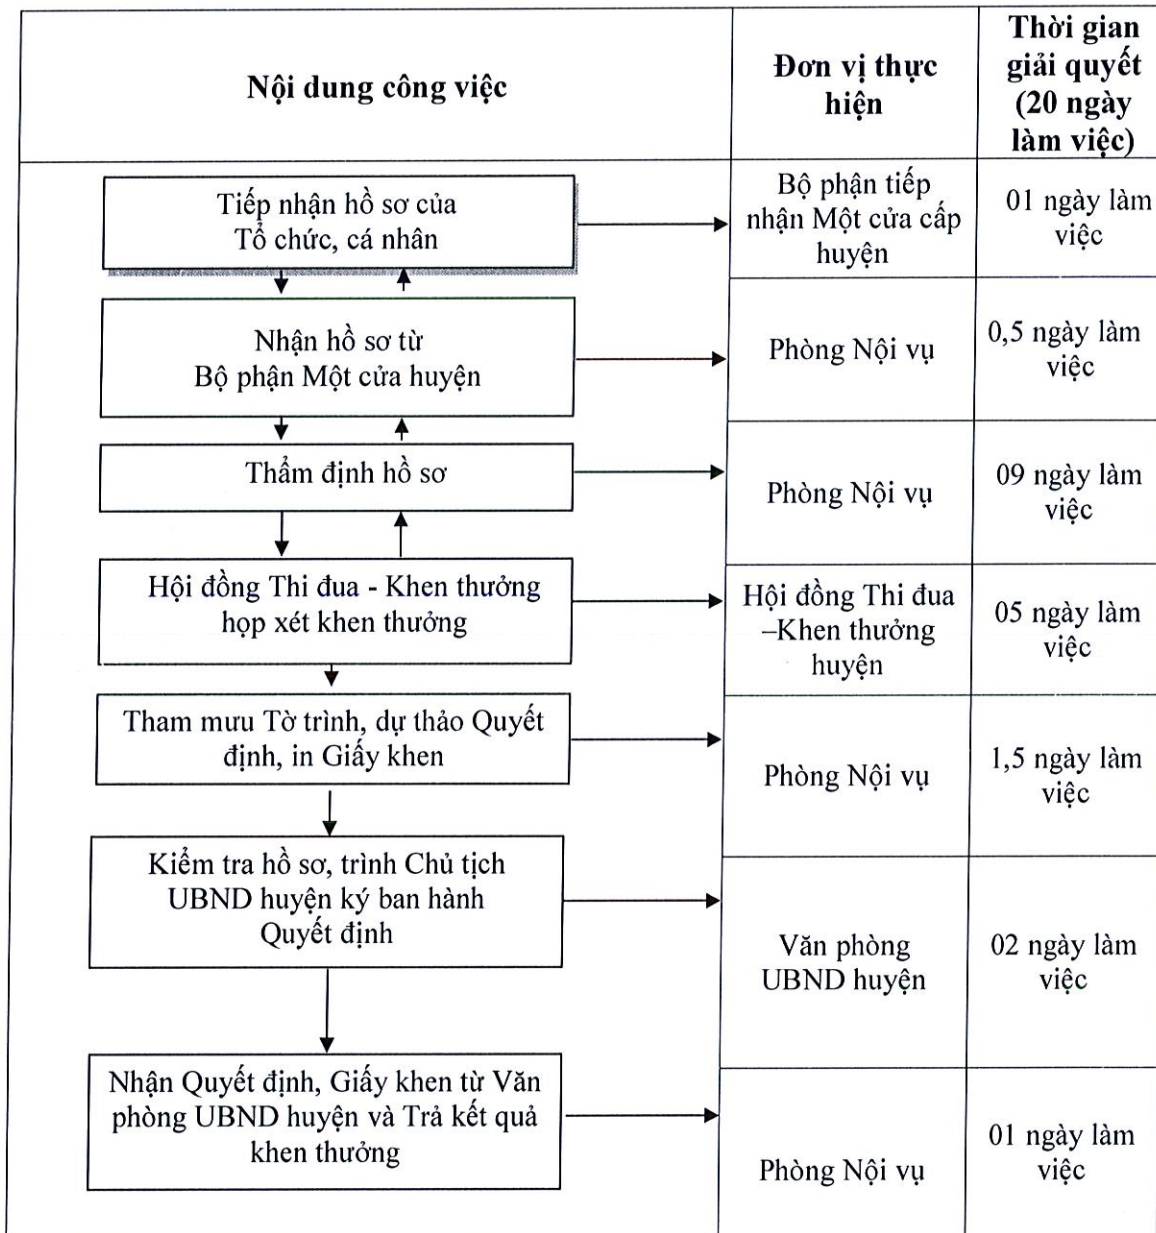 Nội dung công việc
Đơn vị thực
hiện
Thời gian
giải quyết
(20 ngày
làm việc)
Tiếp nhận hồ sơ của
Tổ chức, cá nhân
Bộ phận tiếp
nhận Một cửa cấp
huyện
01 ngày làm
việc
Nhận hồ sơ từ
Bộ phận Một cửa huyện
Phòng Nội vụ
0,5 ngày làm
việc
Thẩm định hồ sơ
Phòng Nội vụ
09 ngày làm
việc
Hội đồng Thi đua - Khen thưởng
họp xét khen thưởng
Hội đồng Thi đua
–Khen thưởng
huyện
05 ngày làm
việc
Tham mưu Tờ trình, dự thảo Quyết
định, in Giấy khen
Phòng Nội vụ
1,5 ngày làm
việc
Kiểm tra hồ sơ, trình Chủ tịch
UBND huyện ký ban hành
Quyết định
Văn phòng
UBND huyện
02 ngày làm
việc
Nhận Quyết định, Giấy khen từ Văn
phòng UBND huyện và Trả kết quả
khen thưởng
Phòng Nội vụ
01 ngày làm
việc